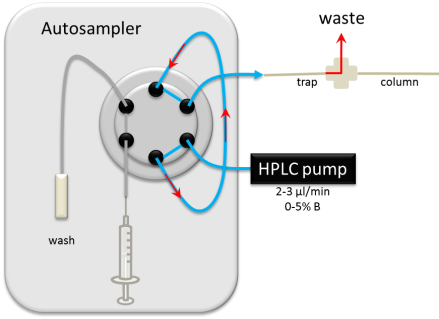 waste
Autosampler
trap
column
HPLC pump
2-3 µl/min
0-5% B
wash